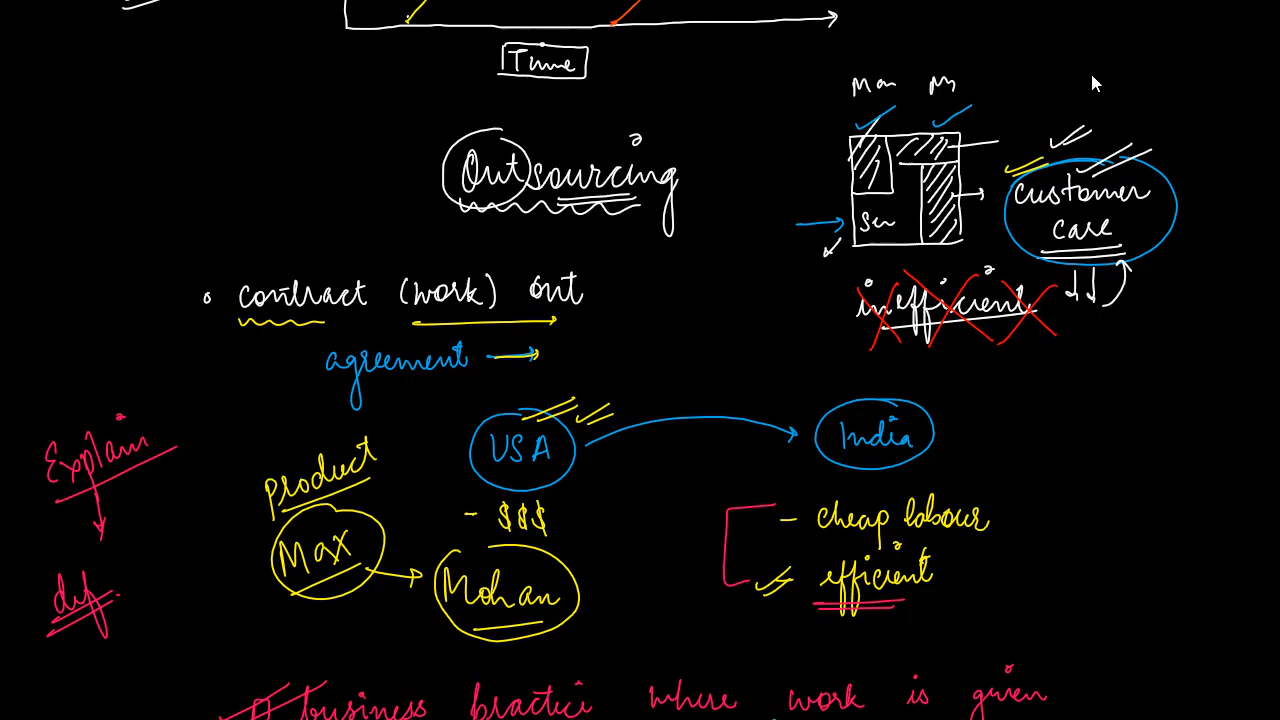 Time
Man
Outsourcing
customer
care
inefficient
• contract (work) out
agreement
Explain
def.
product
Max
USA
- $$$
Mohan
India
- cheap labour
- efficient
business practice where work is given